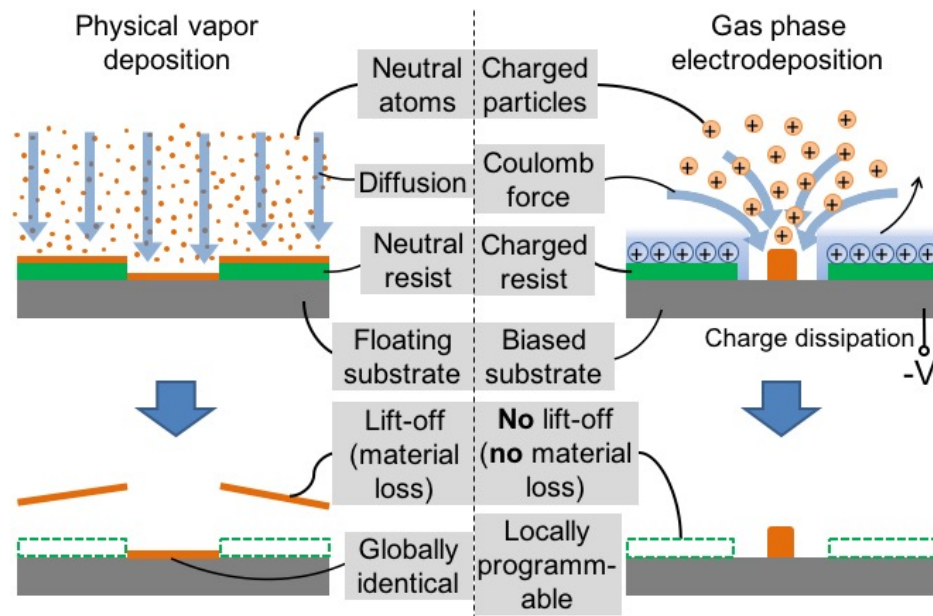 Physical vapor
deposition
Gas phase
electrodeposition
Neutral
atoms
Charged
particles
Diffusion
Coulomb
force
Neutral
resist
Charged
resist
Floating
substrate
Biased
substrate
Charge dissipation
-V
Lift-off
(material
loss)
No lift-off
(no material
loss)
Globally
identical
Locally
programm-
able
+ + + + + + + + + + + + + + +
+ + + + + + + + + +